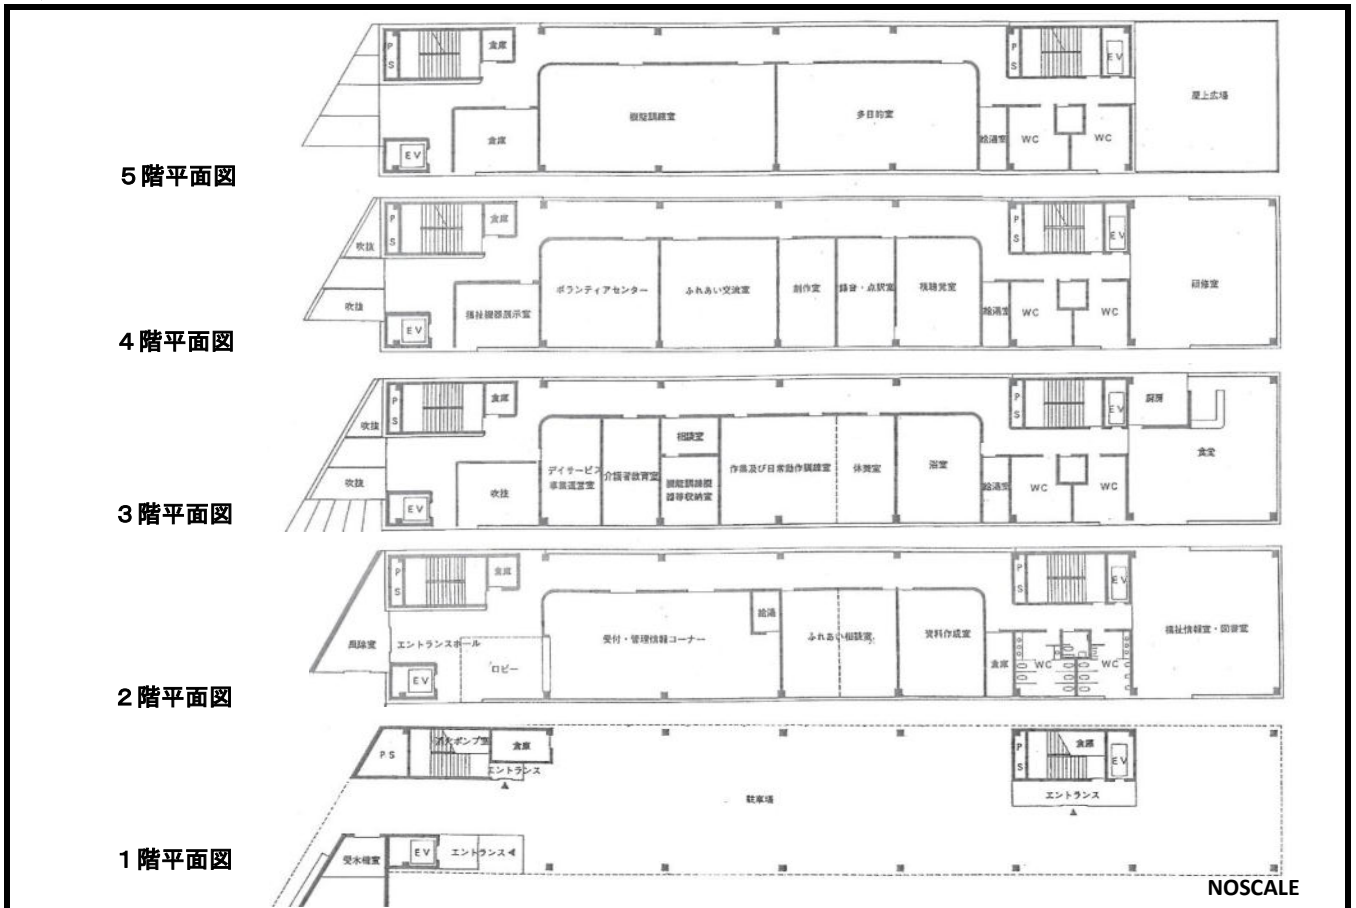 P
S
倉庫
EV
倉庫
機能訓練室
多目的室
給湯室
WC
WC
P
S
EV
屋上広場
5階平面図
吹抜
吹抜
P
S
倉庫
EV
福祉機器展示室
ボランティアセンター
ふれあい交流室
創作室
録音・点訳室
視聴覚室
給湯室
WC
WC
P
S
EV
研修室
4階平面図
吹抜
吹抜
P
S
倉庫
EV
吹抜
デイサービス
事業運営室
介護者教育室
相談室
機能訓練機
器等収納室
作業及び日常動作訓練室
休養室
浴室
給湯室
WC
WC
P
S
EV
厨房
食堂
3階平面図
風除室
P
S
倉庫
エントランスホール
EV
ロビー
受付・管理情報コーナー
給湯
ふれあい相談室
資料作成室
倉庫
WC
WC
P
S
EV
福祉情報室・図書室
2階平面図
PS
消火ポンプ室
倉庫
エントランス
P
S
倉庫
EV
エントランス
駐車場
受水槽室
EV
エントランス
1階平面図
NOSCALE